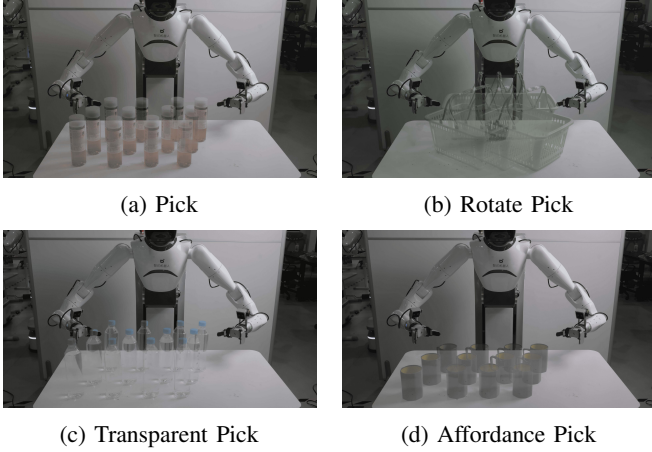 (a) Pick
(b) Rotate Pick
(c) Transparent Pick
(d) Affordance Pick